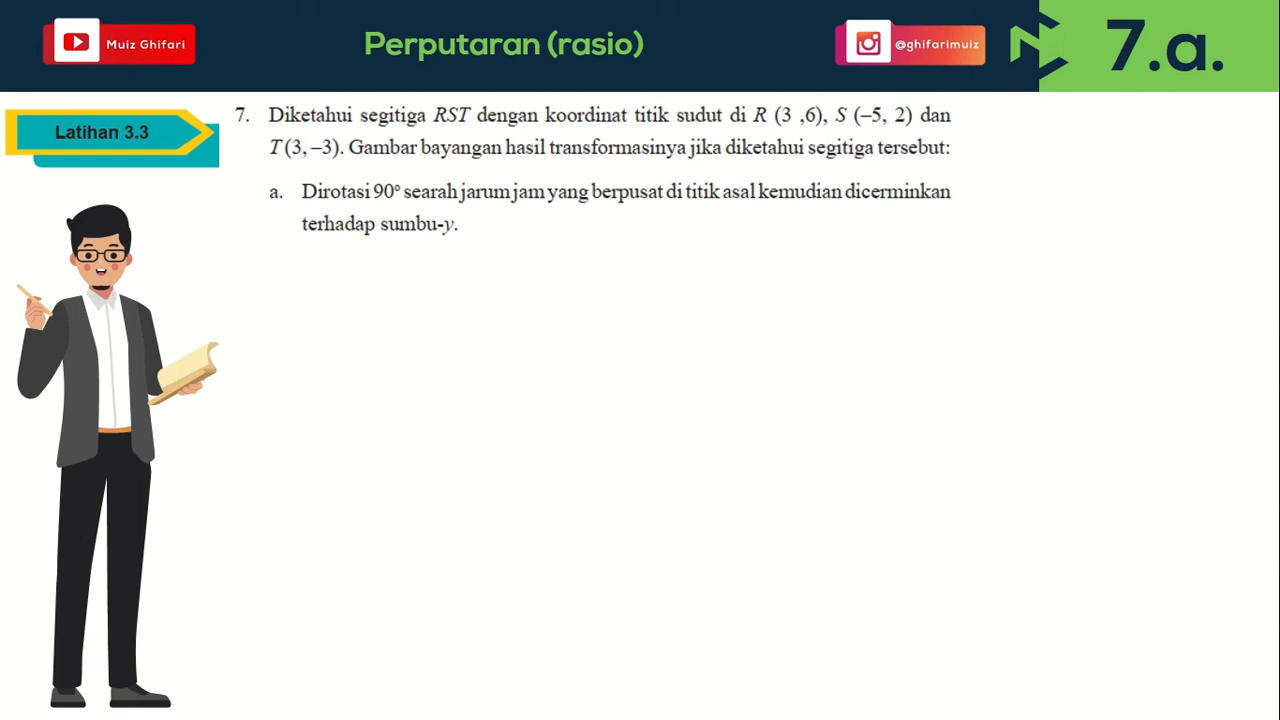 Muiz Ghifari
Perputaran (rasio)
@ghifarimuiz
7.a.
Latihan 3.3
7. Diketahui segitiga RST dengan koordinat titik sudut di R (3 ,6), S (–5, 2) dan
T (3, –3). Gambar bayangan hasil transformasinya jika diketahui segitiga tersebut:
a. Dirotasi 90° searah jarum jam yang berpusat di titik asal kemudian dicerminkan
terhadap sumbu-y.